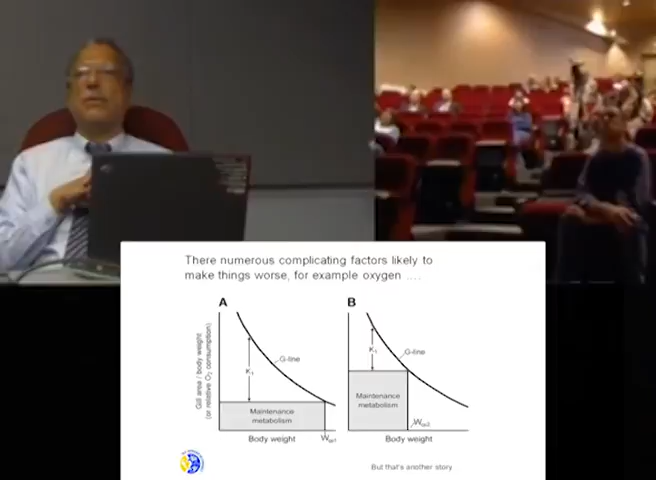 There numerous complicating factors likely to
make things worse, for example oxygen ....
A
B
Gill area / body weight
(or relative O2 consumption)
G-line
K1
Maintenance
metabolism
Body weight
W∞1
G-line
K1
Maintenance
metabolism
W∞2
Body weight
But that's another story